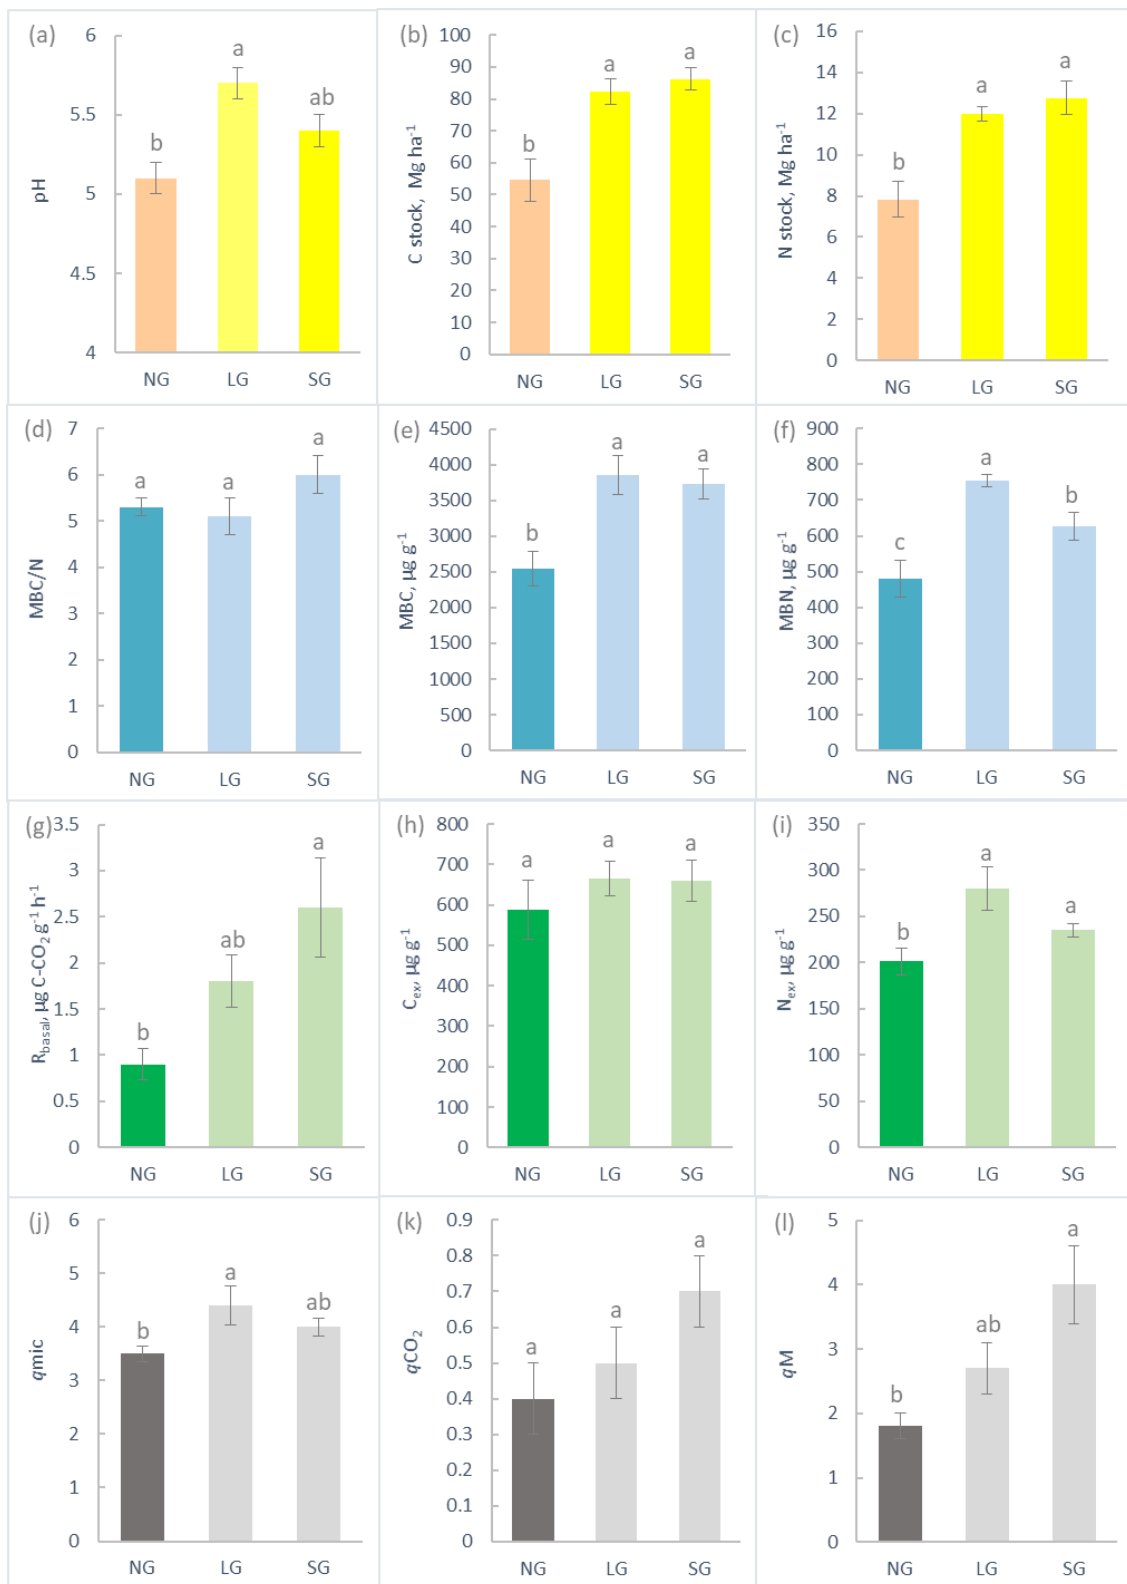 (a)
pH
6
5.5
5
4.5
4
b
a
ab
NG LG SG
(b)
C stock, Mg ha⁻¹
100
90
80
70
60
50
40
30
20
10
0
b
a
a
NG LG SG
(c)
N stock, Mg ha⁻¹
16
14
12
10
8
6
4
2
0
b
a
a
NG LG SG
(d)
MBC/N
7
6
5
4
3
2
1
0
a
a
a
NG LG SG
(e)
MBC, µg g⁻¹
4500
4000
3500
3000
2500
2000
1500
1000
500
0
b
a
a
NG LG SG
(f)
MBN, µg g⁻¹
900
800
700
600
500
400
300
200
100
0
c
a
b
NG LG SG
(g)
R_basal, µg C-CO₂ g⁻¹ h⁻¹
3.5
3
2.5
2
1.5
1
0.5
0
b
ab
a
NG LG SG
(h)
C_ex, µg g⁻¹
800
700
600
500
400
300
200
100
0
a
a
a
NG LG SG
(i)
N_ex, µg g⁻¹
350
300
250
200
150
100
50
0
b
a
a
NG LG SG
(j)
qmic
6
5
4
3
2
1
0
b
a
ab
NG LG SG
(k)
qCO₂
0.9
0.8
0.7
0.6
0.5
0.4
0.3
0.2
0.1
0
a
a
a
NG LG SG
(l)
qM
5
4
3
2
1
0
b
ab
a
NG LG SG